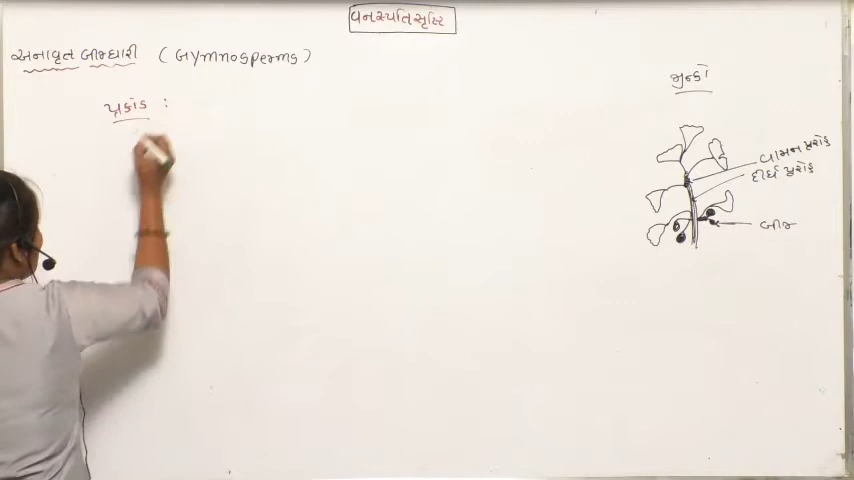 વનસ્પતિસૃષ્ટિ
અનાવૃત બીજધારી (Gymnosperms)
પ્રકાંડ :
જીન્કો
વામન પ્રરોહ
દીર્ઘ પ્રરોહ
બીજ